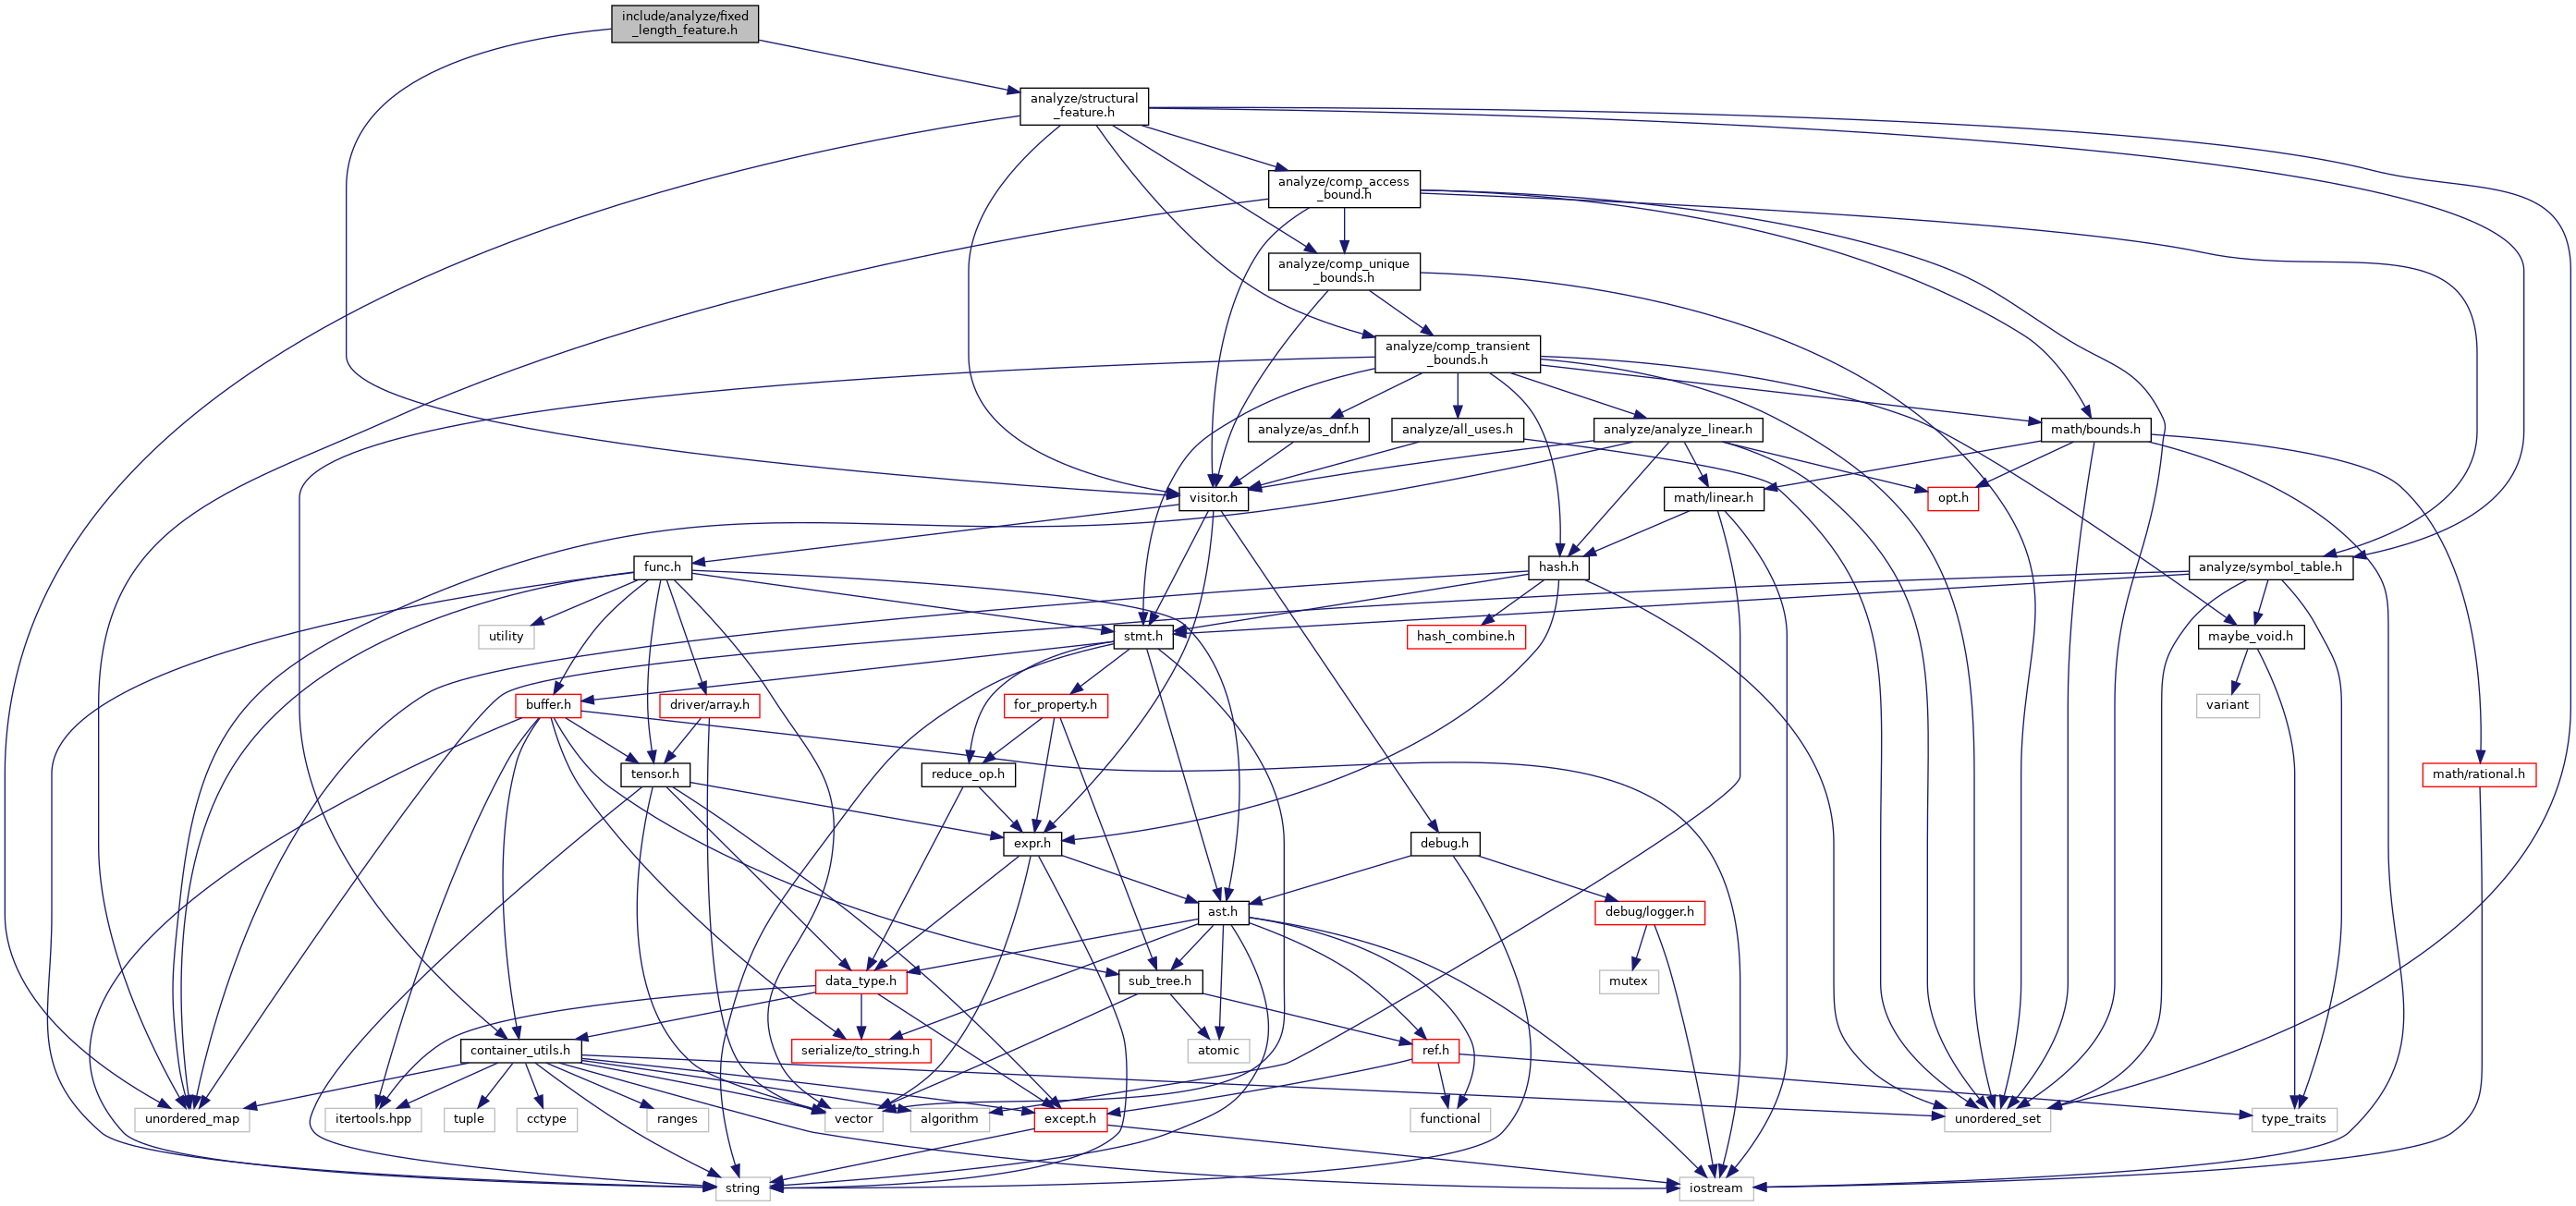 include/analyze/fixed
_length_feature.h
analyze/structural
_feature.h
analyze/comp_access
_bound.h
analyze/comp_unique
_bounds.h
analyze/comp_transient
_bounds.h
analyze/as_dnf.h
analyze/all_uses.h
analyze/analyze_linear.h
math/bounds.h
visitor.h
math/linear.h
opt.h
func.h
hash.h
analyze/symbol_table.h
utility
stmt.h
hash_combine.h
maybe_void.h
buffer.h
driver/array.h
for_property.h
variant
tensor.h
reduce_op.h
math/rational.h
expr.h
debug.h
ast.h
debug/logger.h
data_type.h
sub_tree.h
mutex
container_utils.h
serialize/to_string.h
atomic
ref.h
unordered_map
itertools.hpp
tuple
cctype
ranges
vector
algorithm
except.h
functional
unordered_set
type_traits
string
iostream